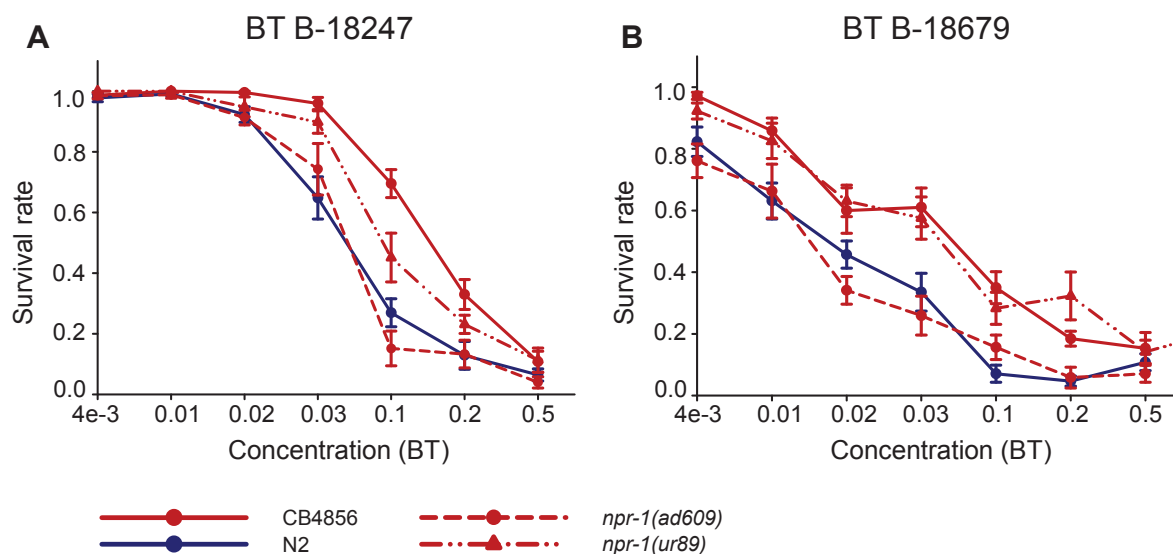 A
BT B-18247
B
BT B-18679
Survival rate
1.0
0.8
0.6
0.4
0.2
0.0
4e-3 0.01 0.02 0.03 0.1 0.2 0.5
Concentration (BT)
Survival rate
1.0
0.8
0.6
0.4
0.2
0.0
4e-3 0.01 0.02 0.03 0.1 0.2 0.5
Concentration (BT)
CB4856
N2
npr-1(ad609)
npr-1(ur89)